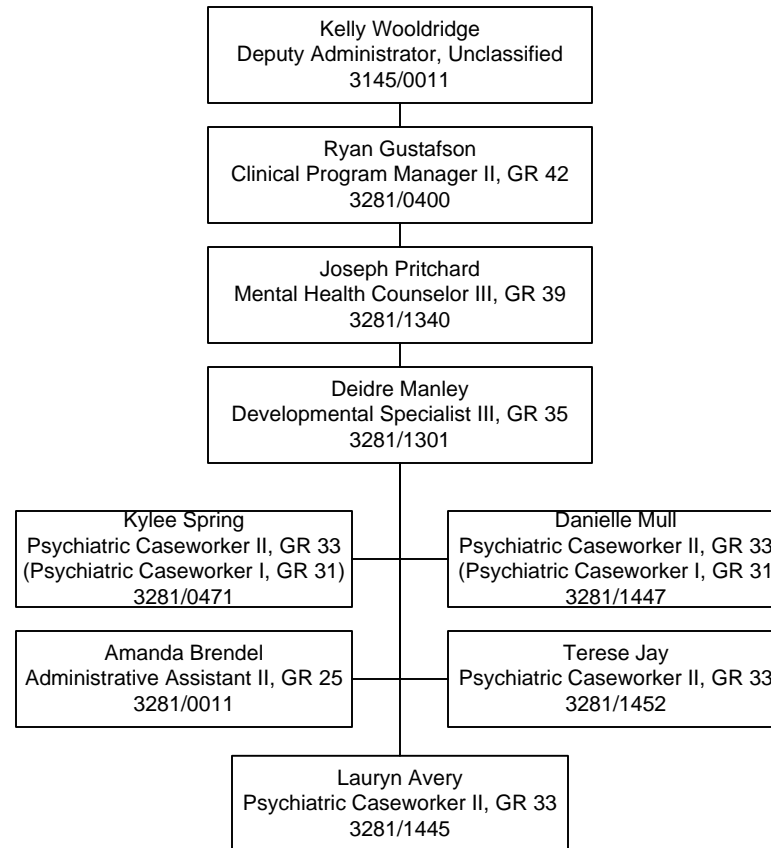 Kelly Wooldridge
Deputy Administrator, Unclassified
3145/0011
Ryan Gustafson
Clinical Program Manager II, GR 42
3281/0400
Joseph Pritchard
Mental Health Counselor III, GR 39
3281/1340
Deidre Manley
Developmental Specialist III, GR 35
3281/1301
Kylee Spring
Psychiatric Caseworker II, GR 33
(Psychiatric Caseworker I, GR 31)
3281/0471
Danielle Mull
Psychiatric Caseworker II, GR 33
(Psychiatric Caseworker I, GR 31
3281/1447
Amanda Brendel
Administrative Assistant II, GR 25
3281/0011
Terese Jay
Psychiatric Caseworker II, GR 33
3281/1452
Lauryn Avery
Psychiatric Caseworker II, GR 33
3281/1445